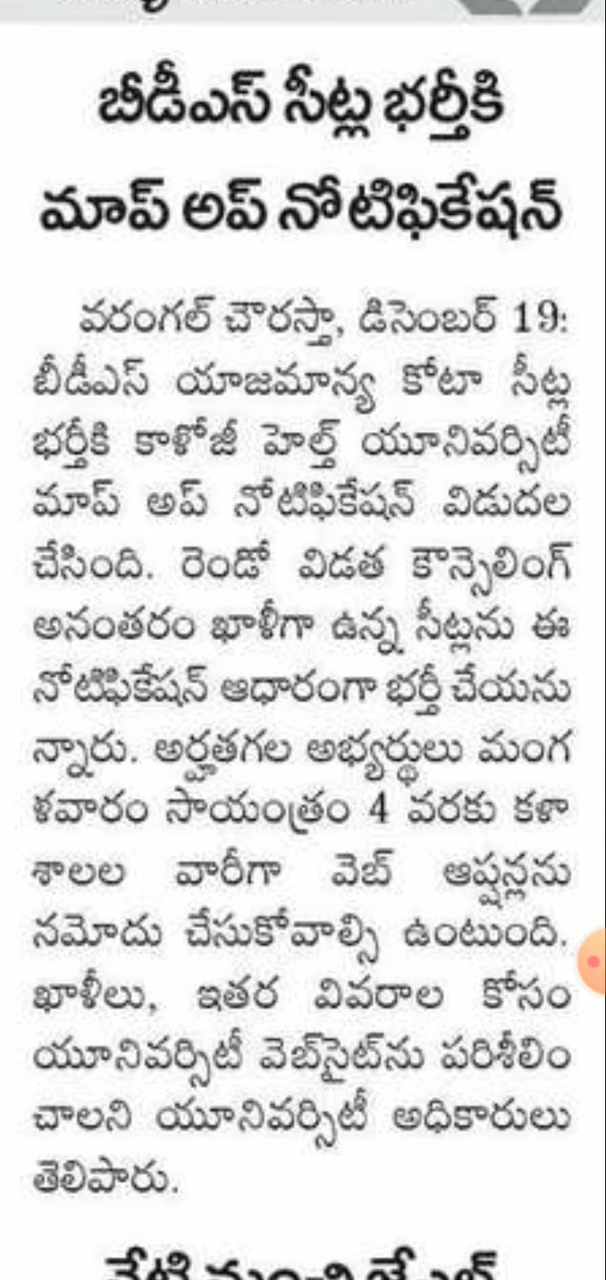 బీడీఎస్ సీట్ల భర్తీకి
మాప్ అప్ నోటిఫికేషన్
వరంగల్ చౌరస్తా, డిసెంబర్ 19:
బీడీఎస్ యాజమాన్య కోటా సీట్ల
భర్తీకి కాళోజీ హెల్త్ యూనివర్సిటీ
మాప్ అప్ నోటిఫికేషన్ విడుదల
చేసింది. రెండో విడత కౌన్సెలింగ్
అనంతరం ఖాళీగా ఉన్న సీట్లను ఈ
నోటిఫికేషన్ ఆధారంగా భర్తీ చేయను
న్నారు. అర్హతగల అభ్యర్థులు మంగ
ళవారం సాయంత్రం 4 వరకు కళా
శాలల వారీగా వెబ్ ఆప్షన్లను
నమోదు చేసుకోవాల్సి ఉంటుంది.
ఖాళీలు, ఇతర వివరాల కోసం
యూనివర్సిటీ వెబ్‌సైట్‌ను పరిశీలిం
చాలని యూనివర్సిటీ అధికారులు
తెలిపారు.